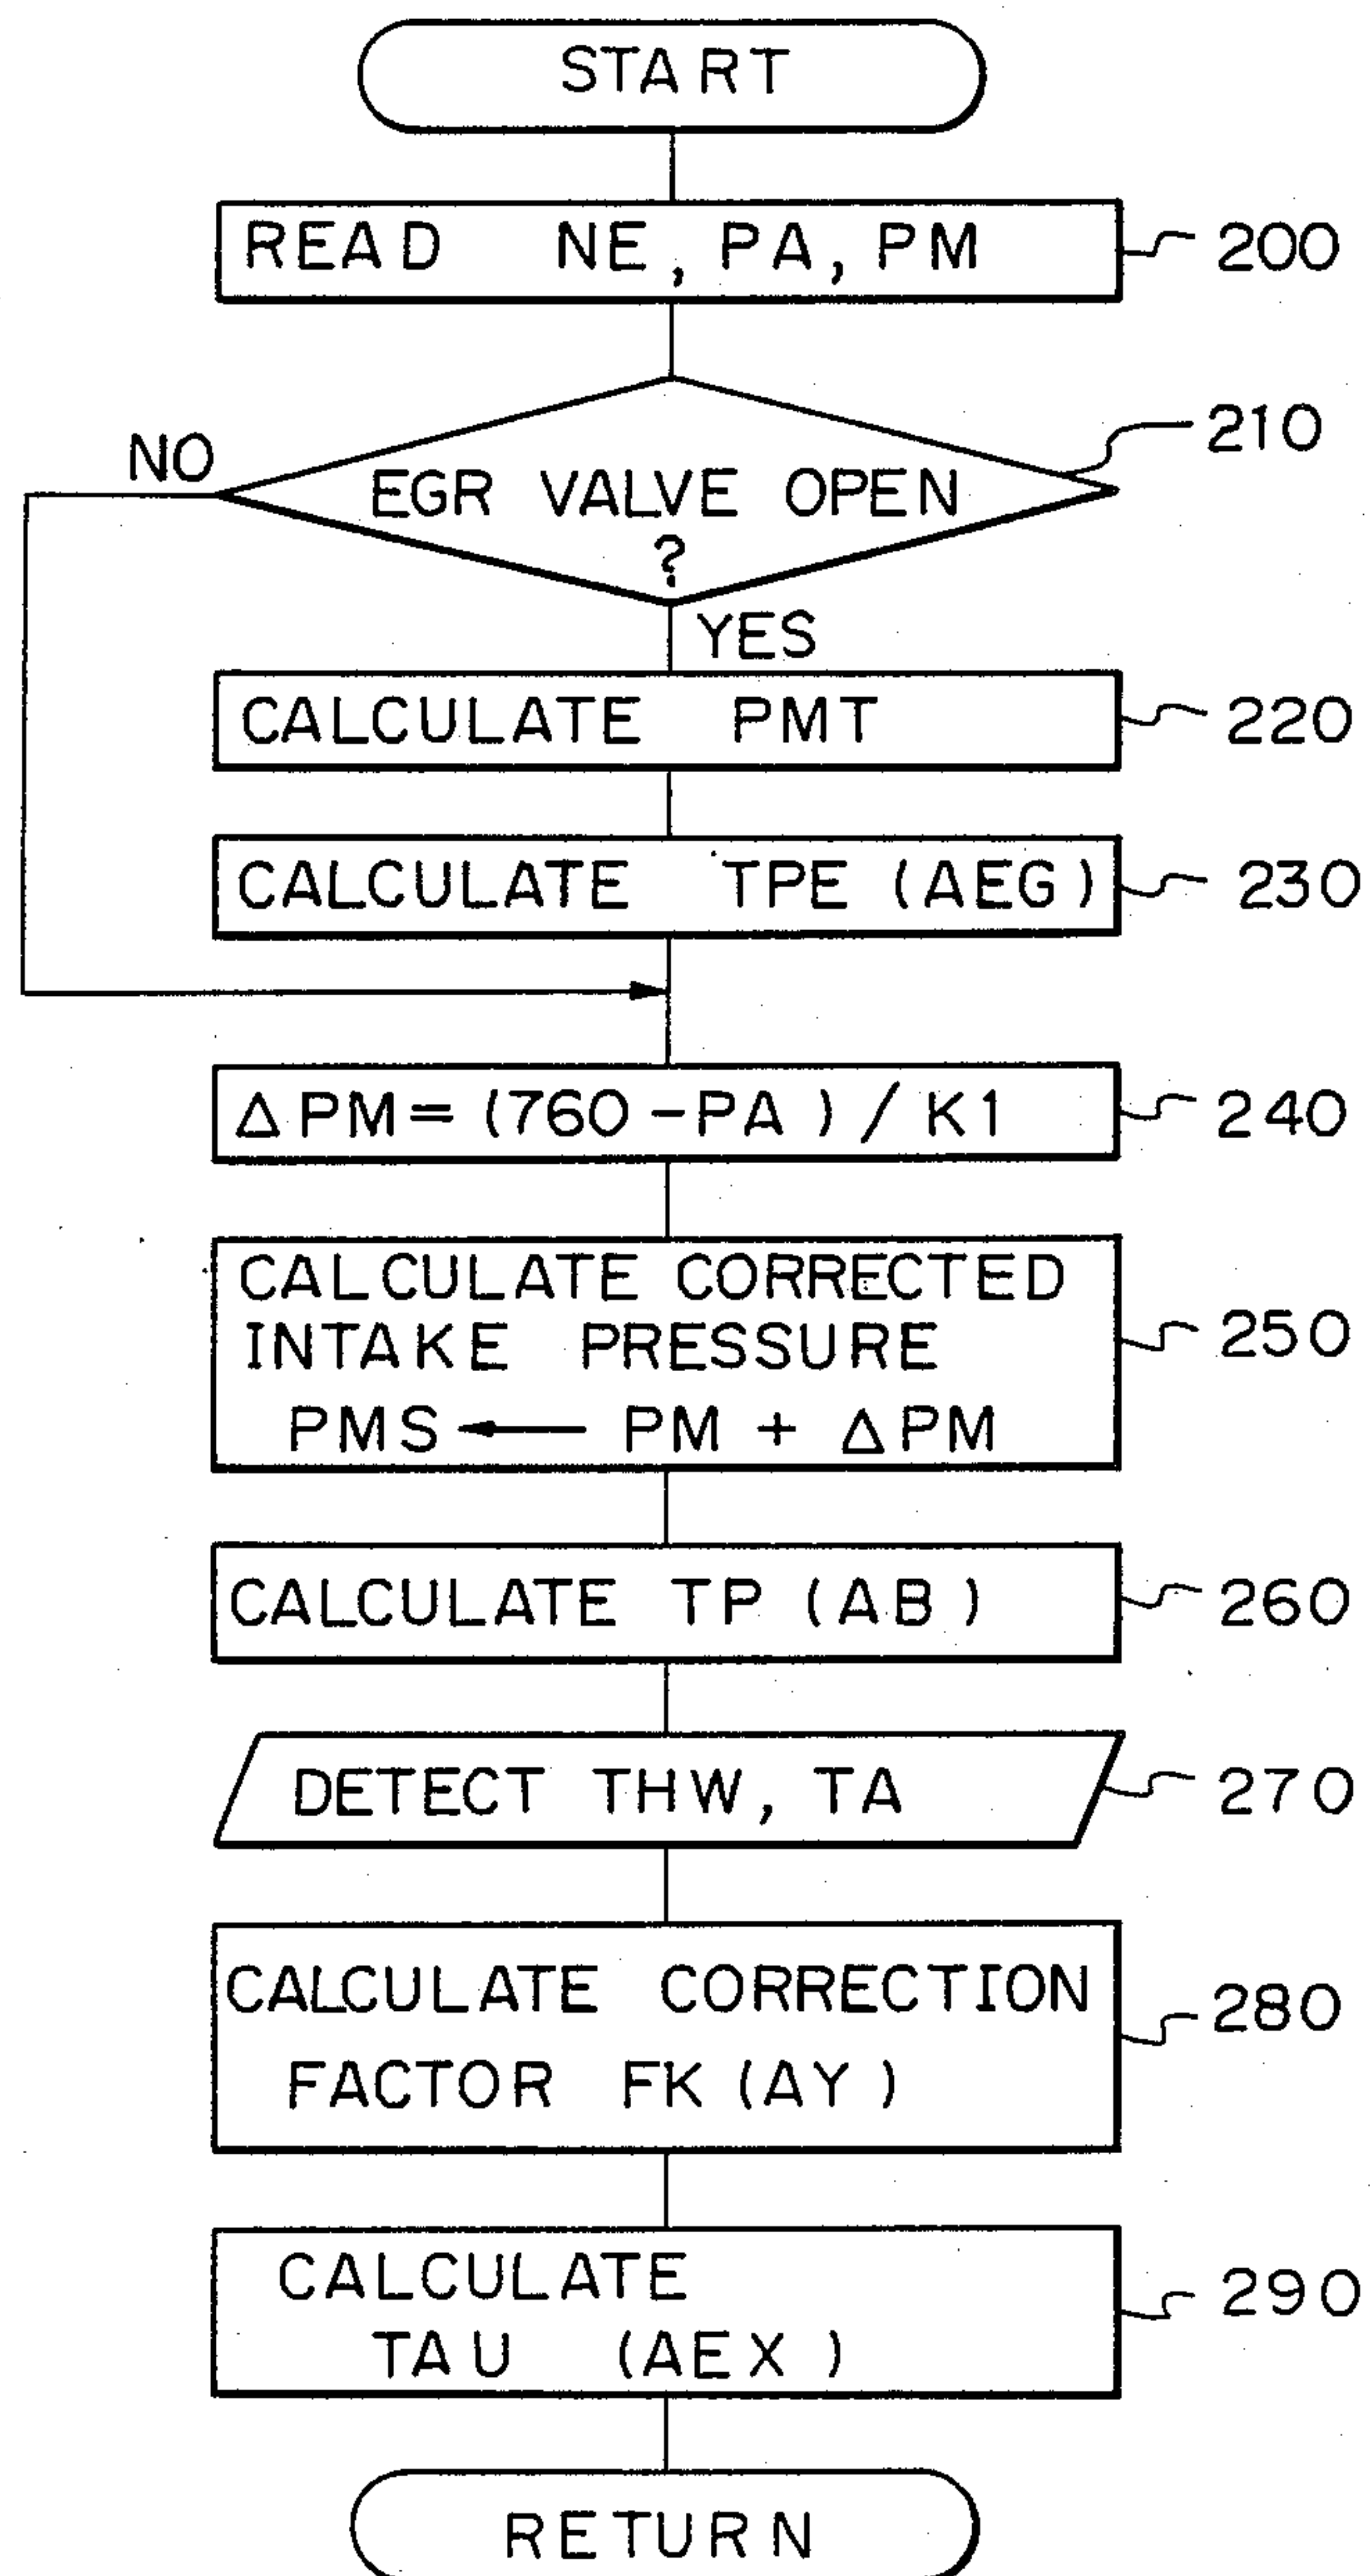 START
READ NE, PA, PM
200
210
NO
EGR VALVE OPEN
?
YES
CALCULATE PMT
220
CALCULATE TPE (AEG)
230
ΔPM = (760 - PA) / K1
240
CALCULATE CORRECTED
INTAKE PRESSURE
250
PMS ← PM + ΔPM
CALCULATE TP (AB)
260
DETECT THW, TA
270
CALCULATE CORRECTION
280
FACTOR FK (AY)
CALCULATE
290
TAU (AEX)
RETURN